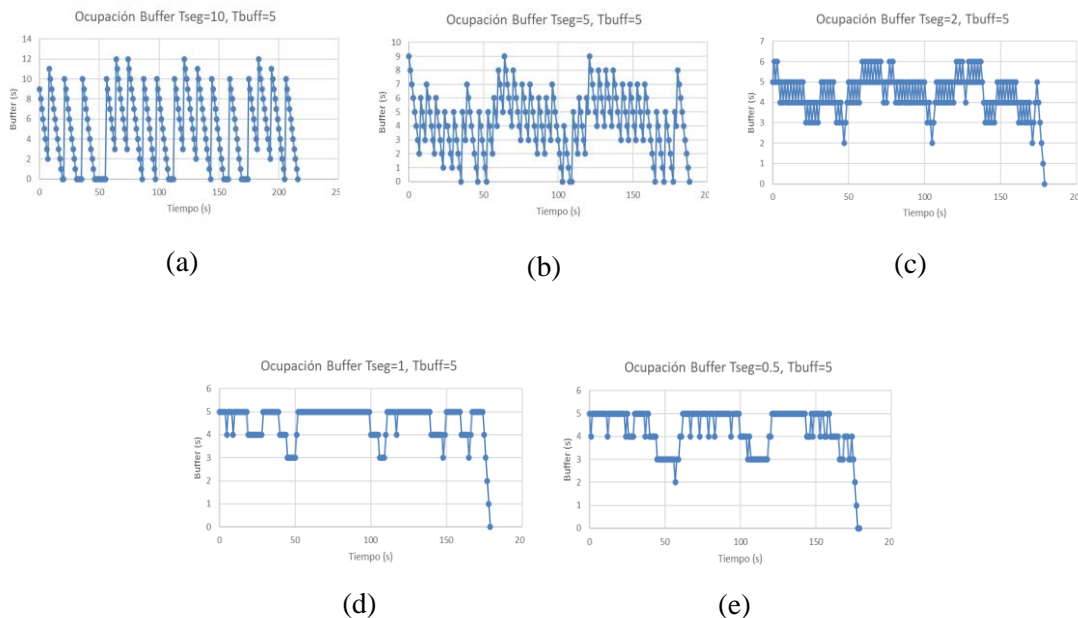 Ocupación Buffer Tseg=10, Tbuff=5
Buffer (s)
14
12
10
8
6
4
2
0
0 50 100 150 200 25
Tiempo (s)
(a)
Ocupación Buffer Tseg=5, Tbuff=5
Buffer (s)
10
9
8
7
6
5
4
3
2
1
0
0 50 100 150 20
Tiempo (s)
(b)
Ocupación Buffer Tseg=2, Tbuff=5
Buffer (s)
7
6
5
4
3
2
1
0
0 50 100 150 20
Tiempo (s)
(c)
Ocupación Buffer Tseg=1, Tbuff=5
Buffer (s)
6
5
4
3
2
1
0
0 50 100 150 20
Tiempo (s)
(d)
Ocupación Buffer Tseg=0.5, Tbuff=5
Buffer (s)
6
5
4
3
2
1
0
0 50 100 150 20
Tiempo (s)
(e)